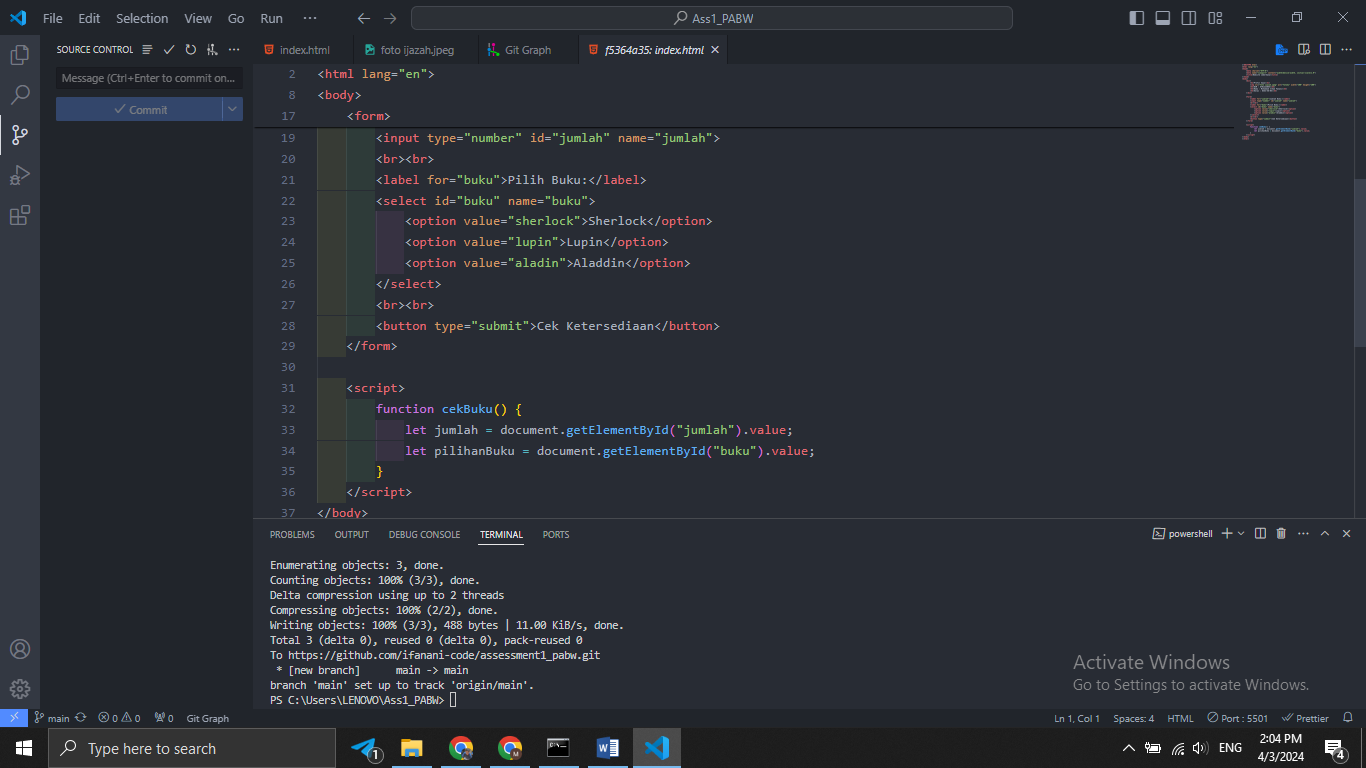 File Edit Selection View Go Run ··· Ass1_PABW
SOURCE CONTROL
index.html foto ijazah.jpeg Git Graph f5364a35: index.html
Message (Ctrl+Enter to commit on...
Commit
2 <html lang="en">
8 <body>
17 <form>
19 <input type="number" id="jumlah" name="jumlah">
20 <br><br>
21 <label for="buku">Pilih Buku:</label>
22 <select id="buku" name="buku">
23 <option value="sherlock">Sherlock</option>
24 <option value="lupin">Lupin</option>
25 <option value="aladin">Aladdin</option>
26 </select>
27 <br><br>
28 <button type="submit">Cek Ketersediaan</button>
29 </form>
30
31 <script>
32 function cekBuku() {
33 let jumlah = document.getElementById("jumlah").value;
34 let pilihanBuku = document.getElementById("buku").value;
35 }
36 </script>
37 </body>
PROBLEMS OUTPUT DEBUG CONSOLE TERMINAL PORTS powershell
Enumerating objects: 3, done.
Counting objects: 100% (3/3), done.
Delta compression using up to 2 threads
Compressing objects: 100% (2/2), done.
Writing objects: 100% (3/3), 488 bytes | 11.00 KiB/s, done.
Total 3 (delta 0), reused 0 (delta 0), pack-reused 0
To https://github.com/ifanani-code/assessment1_pabw.git
* [new branch] main -> main
branch 'main' set up to track 'origin/main'.
PS C:\Users\LENOVO\Ass1_PABW>
Activate Windows
Go to Settings to activate Windows.
main 0 0 0 Git Graph Ln 1, Col 1 Spaces: 4 HTML Port : 5501 Prettier
Type here to search 1 ENG 2:04 PM
4/3/2024 4